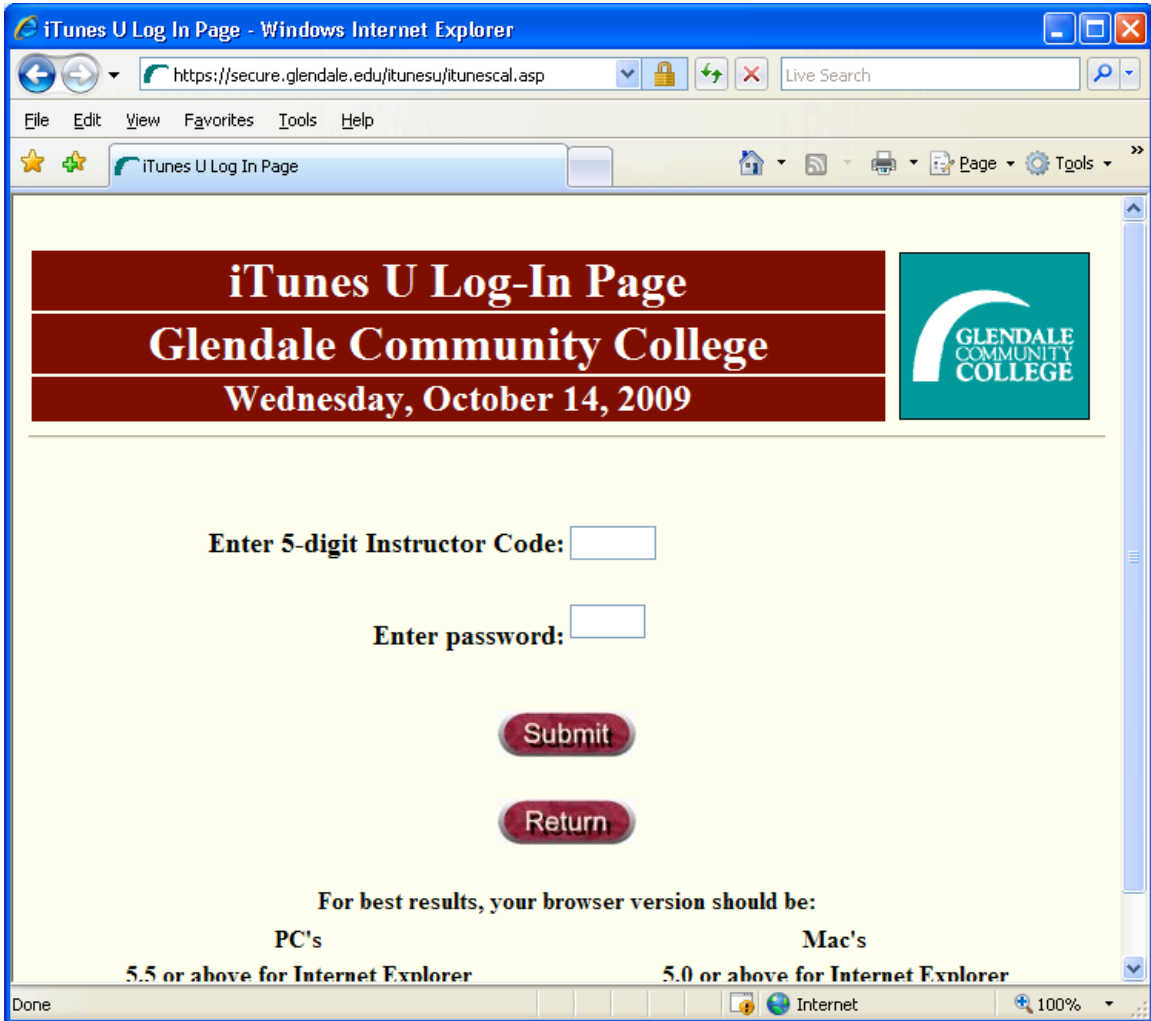 iTunes U Log In Page - Windows Internet Explorer
https://secure.glendale.edu/itunesu/itunescal.asp
Live Search
File Edit View Favorites Tools Help
iTunes U Log In Page
Page Tools »
iTunes U Log-In Page
Glendale Community College
Wednesday, October 14, 2009
GLENDALE
COMMUNITY
COLLEGE
Enter 5-digit Instructor Code:
Enter password:
Submit
Return
For best results, your browser version should be:
PC's Mac's
5.5 or above for Internet Explorer 5.0 or above for Internet Explorer
Done Internet 100%